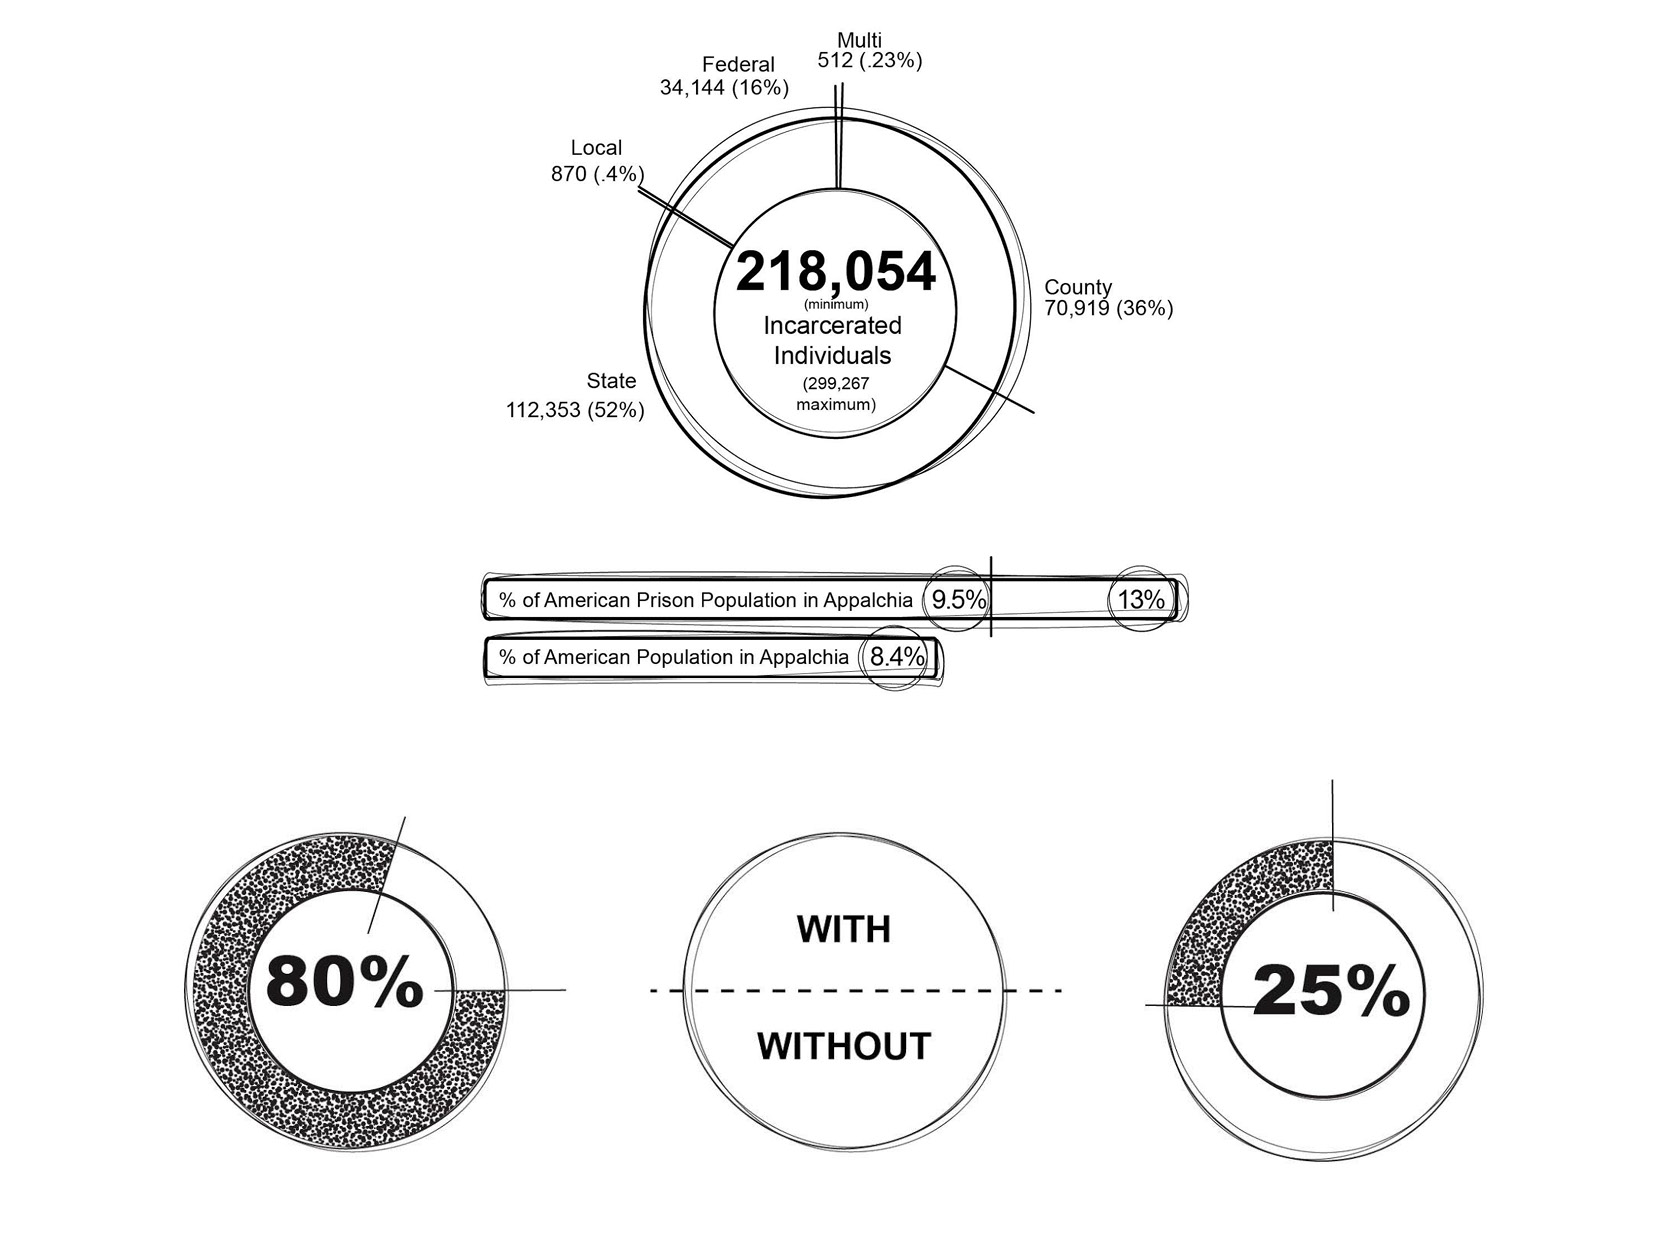 Multi
512 (.23%)
Federal
34,144 (16%)
Local
870 (.4%)
218,054
(minimum)
Incarcerated
Individuals
(299,267
maximum)
County
70,919 (36%)
State
112,353 (52%)
% of American Prison Population in Appalchia 9.5% 13%
% of American Population in Appalchia 8.4%
80%
WITH
WITHOUT
25%